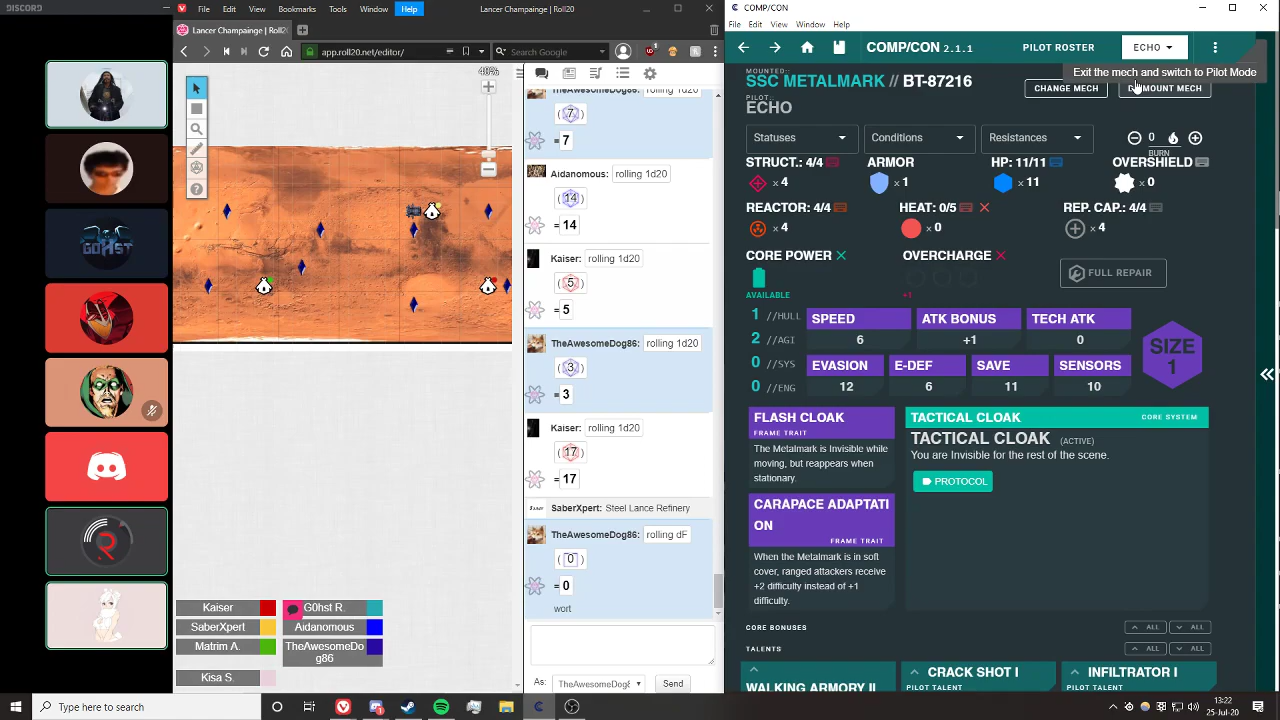 DISCORD
File Edit View Bookmarks Tools Window Help
Lancer Champainge | Roll2
app.roll20.net/editor/
Search Google
40%
TheAwesomeDog86: rolling 1d20
7
= 7
Aidanomous: rolling 1d20
14
= 14
Kaiser: rolling 1d20
5
= 5
TheAwesomeDog86: rolling 1d20
3
= 3
Kaiser: rolling 1d20
17
= 17
SaberXpert: Steel Lance Refinery
TheAwesomeDog86: rolling dF
0
= 0
wort
As: TheAwesomeDog86
Send
GOHST
Kaiser
G0hst R.
SaberXpert
Aidanomous
Matrim A.
TheAwesomeDo
g86
Kisa S.
COMP/CON
File Edit View Window Help
COMP/CON 2.1.1
PILOT ROSTER
ECHO
Exit the mech and switch to Pilot Mode
MOUNTED::
SSC METALMARK // BT-87216
CHANGE MECH
MOUNT MECH
PILOT::
ECHO
Statuses
Conditions
Resistances
0
BURN
STRUCT.: 4/4
ARMOR
HP: 11/11
OVERSHIELD
x 4
x 1
x 11
x 0
REACTOR: 4/4
HEAT: 0/5
REP. CAP.: 4/4
x 4
x 0
x 4
CORE POWER
OVERCHARGE
FULL REPAIR
AVAILABLE
+1
1 //HULL
2 //AGI
0 //SYS
0 //ENG
SPEED
6
ATK BONUS
+1
TECH ATK
0
EVASION
12
E-DEF
6
SAVE
11
SENSORS
10
SIZE
1
FLASH CLOAK
FRAME TRAIT
The Metalmark is Invisible while
moving, but reappears when
stationary.
CARAPACE ADAPTATI
ON
FRAME TRAIT
When the Metalmark is in soft
cover, ranged attackers receive
+2 difficulty instead of +1
difficulty.
TACTICAL CLOAK
CORE SYSTEM
TACTICAL CLOAK (ACTIVE)
You are Invisible for the rest of the scene.
PROTOCOL
CORE BONUSES
ALL
ALL
TALENTS
ALL
ALL
WALKING ARMORY II
CRACK SHOT I
PILOT TALENT
INFILTRATOR I
PILOT TALENT
Type here to search
13:22
25-Jul-20